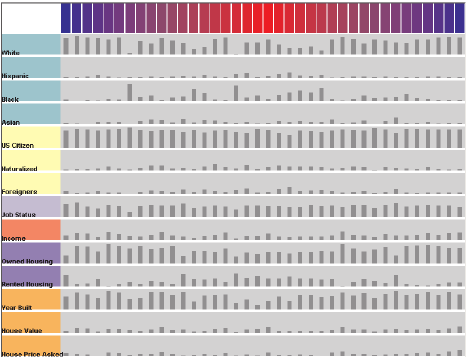 White
Hispanic
Black
Asian
US Citizen
Naturalized
Foreigners
Job Status
Income
Owned Housing
Rented Housing
Year Built
House Value
House Price Asked